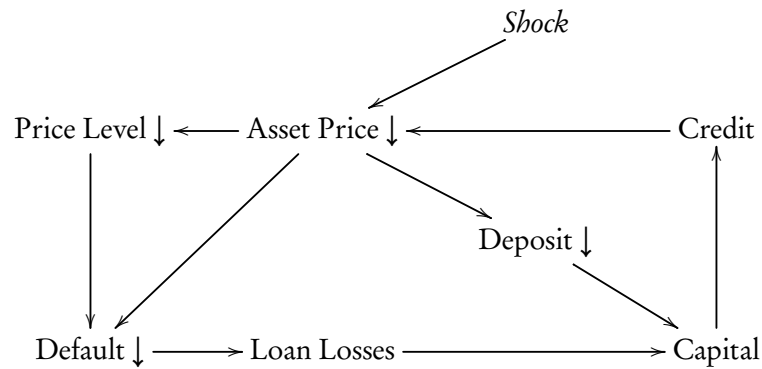 Shock
Price Level ↓ Asset Price ↓ Credit
Deposit ↓
Default ↓ Loan Losses Capital